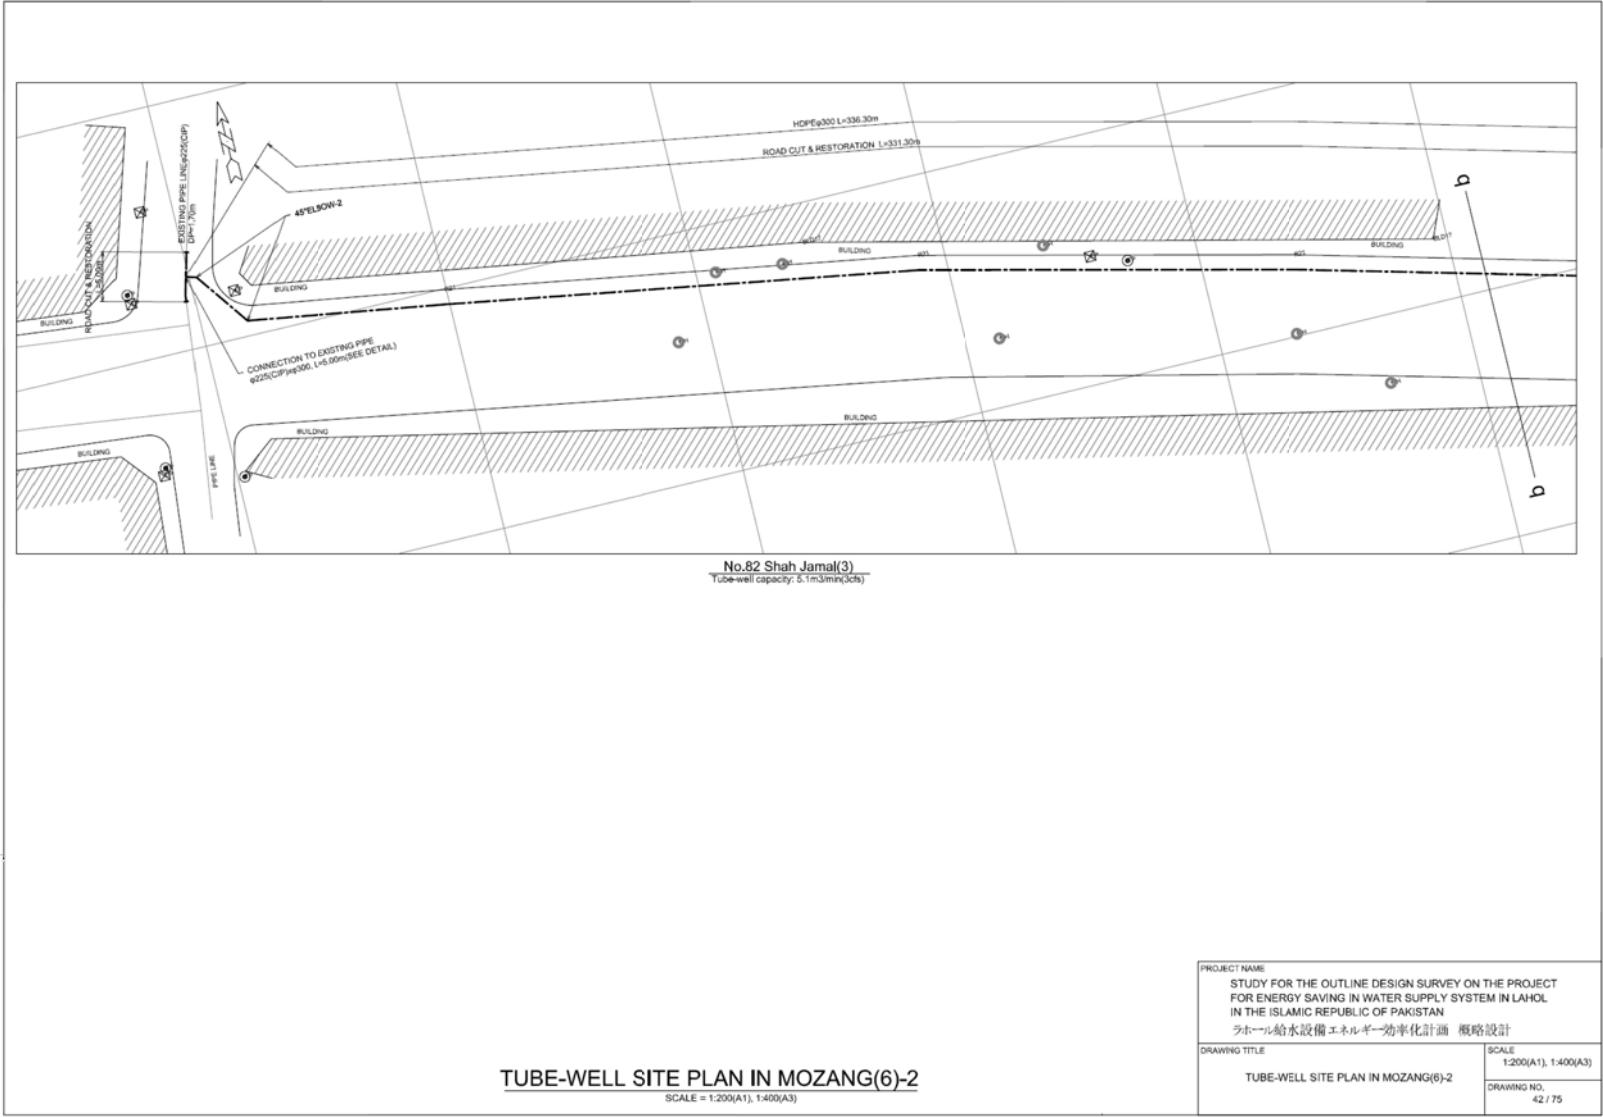 HDPEφ300 L=336.30m
ROAD CUT & RESTORATION L=331.30m
EXISTING PIPE LINEφ225(CIP)
DP=1.70m
45°ELBOW-2
ROAD CUT & RESTORATION
L=5.00m
b
BLD17
BUILDING
BUILDING
BLD17
BUILDING
BUILDING
CONNECTION TO EXISTING PIPE
φ225(CIP)xφ300, L=5.00m(SEE DETAIL)
BUILDING
BUILDING
BUILDING
PIPE LINE
b
No.82 Shah Jamal(3)
Tube-well capacity: 5.1m3/min(3cfs)
TUBE-WELL SITE PLAN IN MOZANG(6)-2
SCALE = 1:200(A1), 1:400(A3)
PROJECT NAME
STUDY FOR THE OUTLINE DESIGN SURVEY ON THE PROJECT
FOR ENERGY SAVING IN WATER SUPPLY SYSTEM IN LAHOL
IN THE ISLAMIC REPUBLIC OF PAKISTAN
ラホール給水設備エネルギー効率化計画 概略設計
DRAWING TITLE
TUBE-WELL SITE PLAN IN MOZANG(6)-2
SCALE
1:200(A1), 1:400(A3)
DRAWING NO.
42 / 75